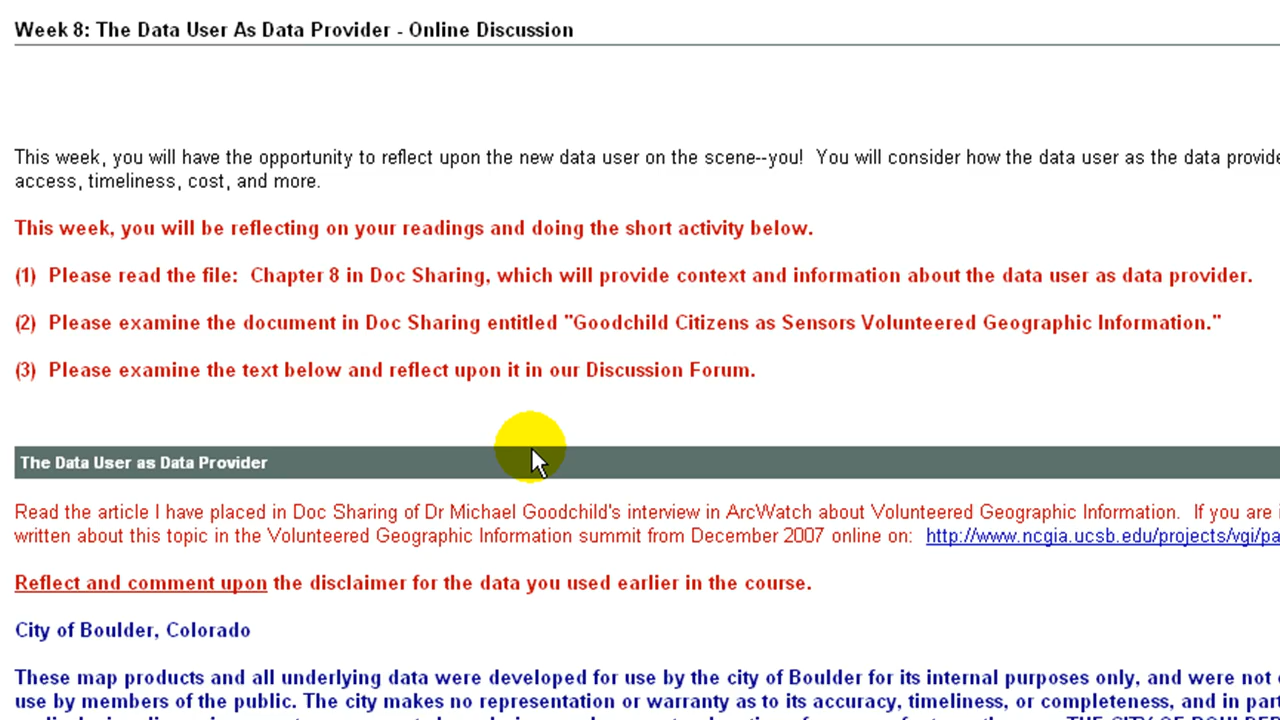 Week 8: The Data User As Data Provider - Online Discussion
This week, you will have the opportunity to reflect upon the new data user on the scene--you!  You will consider how the data user as the data provide
access, timeliness, cost, and more.
This week, you will be reflecting on your readings and doing the short activity below.
(1)  Please read the file:  Chapter 8 in Doc Sharing, which will provide context and information about the data user as data provider.
(2)  Please examine the document in Doc Sharing entitled "Goodchild Citizens as Sensors Volunteered Geographic Information."
(3)  Please examine the text below and reflect upon it in our Discussion Forum.
The Data User as Data Provider
Read the article I have placed in Doc Sharing of Dr Michael Goodchild's interview in ArcWatch about Volunteered Geographic Information.  If you are i
written about this topic in the Volunteered Geographic Information summit from December 2007 online on:  http://www.ncgia.ucsb.edu/projects/vgi/pa
Reflect and comment upon the disclaimer for the data you used earlier in the course.
City of Boulder, Colorado
These map products and all underlying data were developed for use by the city of Boulder for its internal purposes only, and were not
use by members of the public. The city makes no representation or warranty as to its accuracy, timeliness, or completeness, and in part